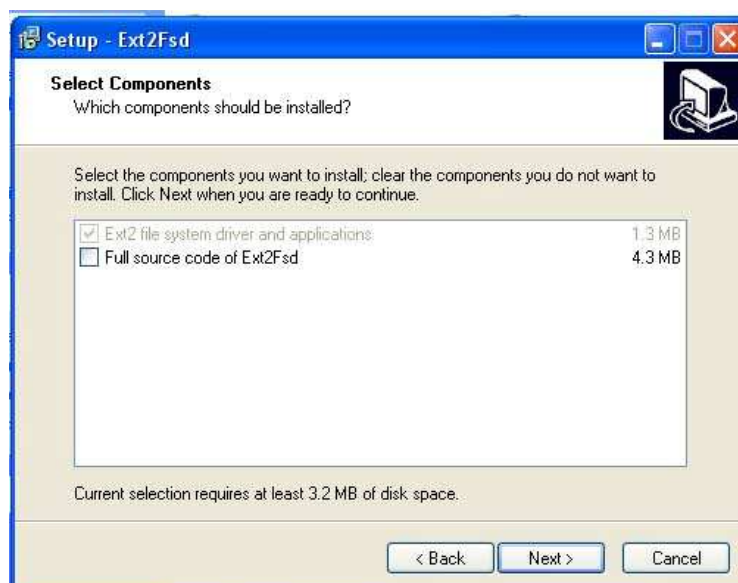 Setup - Ext2Fsd
Select Components
Which components should be installed?
Select the components you want to install; clear the components you do not want to
install. Click Next when you are ready to continue.
Ext2 file system driver and applications 1.3 MB
Full source code of Ext2Fsd 4.3 MB
Current selection requires at least 3.2 MB of disk space.
< Back Next > Cancel